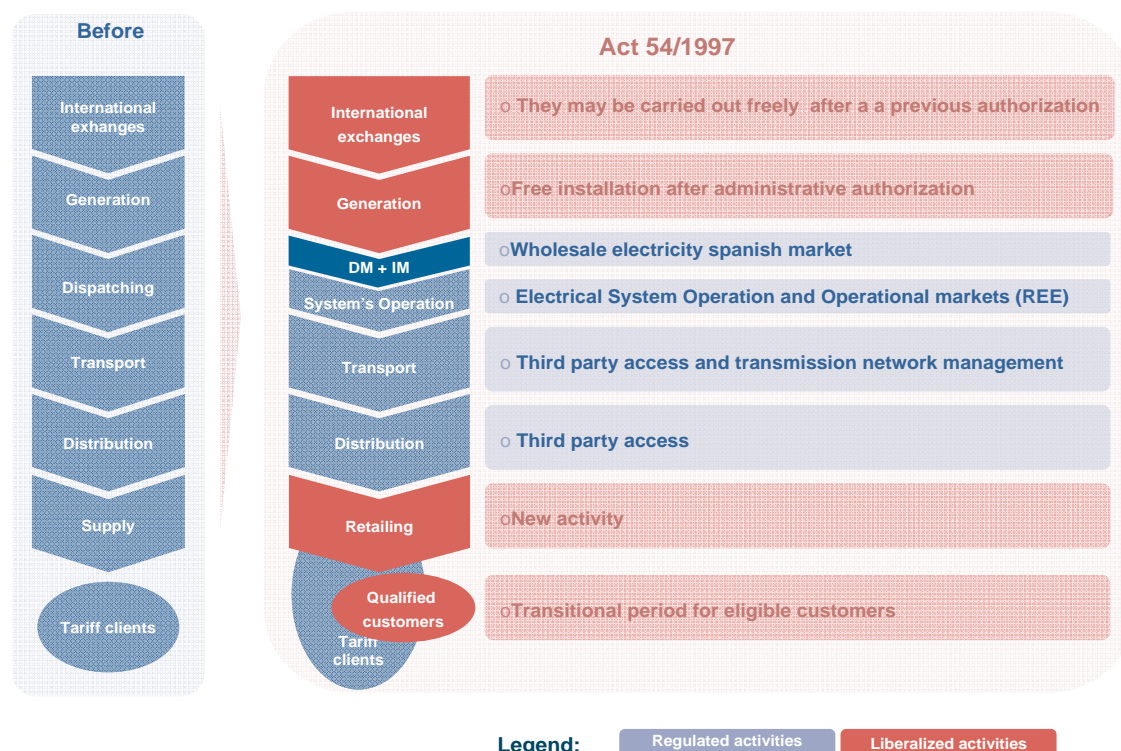 Before
International
exhanges
Generation
Dispatching
Transport
Distribution
Supply
Tariff clients
Act 54/1997
International
exchanges
o They may be carried out freely after a a previous authorization
Generation
oFree installation after administrative authorization
DM + IM
oWholesale electricity spanish market
System's Operation
o Electrical System Operation and Operational markets (REE)
Transport
o Third party access and transmission network management
Distribution
o Third party access
Retailing
oNew activity
Qualified
customers
oTransitional period for eligible customers
Tariff
clients
Legend:
Regulated activities
Liberalized activities